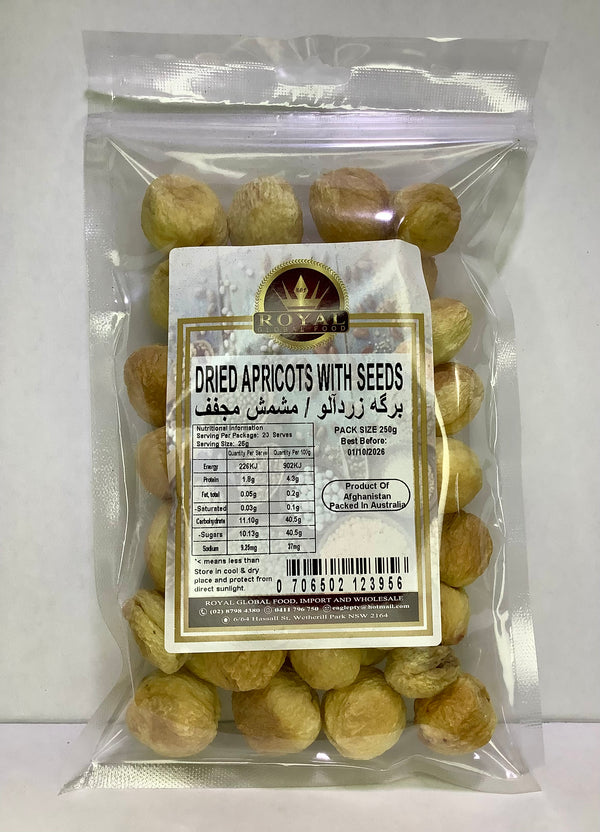 ROYAL
GLOBAL FOOD
DRIED APRICOTS WITH SEEDS
برگه زردآلو / مشمش مجفف
Nutritional Information
Serving Per Package: 20 Serves
Serving Size: 25g
Quantity Per Serve Quantity Per 100g
Energy 226KJ 902KJ
Protein 1.8g 4.3g
Fat, total 0.05g 0.2g
-Saturated 0.03g 0.1g
Carbohydrate 11.10g 40.5g
-Sugars 10.13g 40.5g
Sodium 9.25mg 37mg
*< means less than
Store in cool & dry
place and protect from
direct sunlight.
PACK SIZE 250g
Best Before:
01/10/2026
Product Of
Afghanistan
Packed In Australia
0 706502 123956
ROYAL GLOBAL FOOD, IMPORT AND WHOLESALE
(02) 8798 4380 0411 796 750 eaglepty@hotmail.com
6/64 Hassall St, Wetherill Park NSW 2164